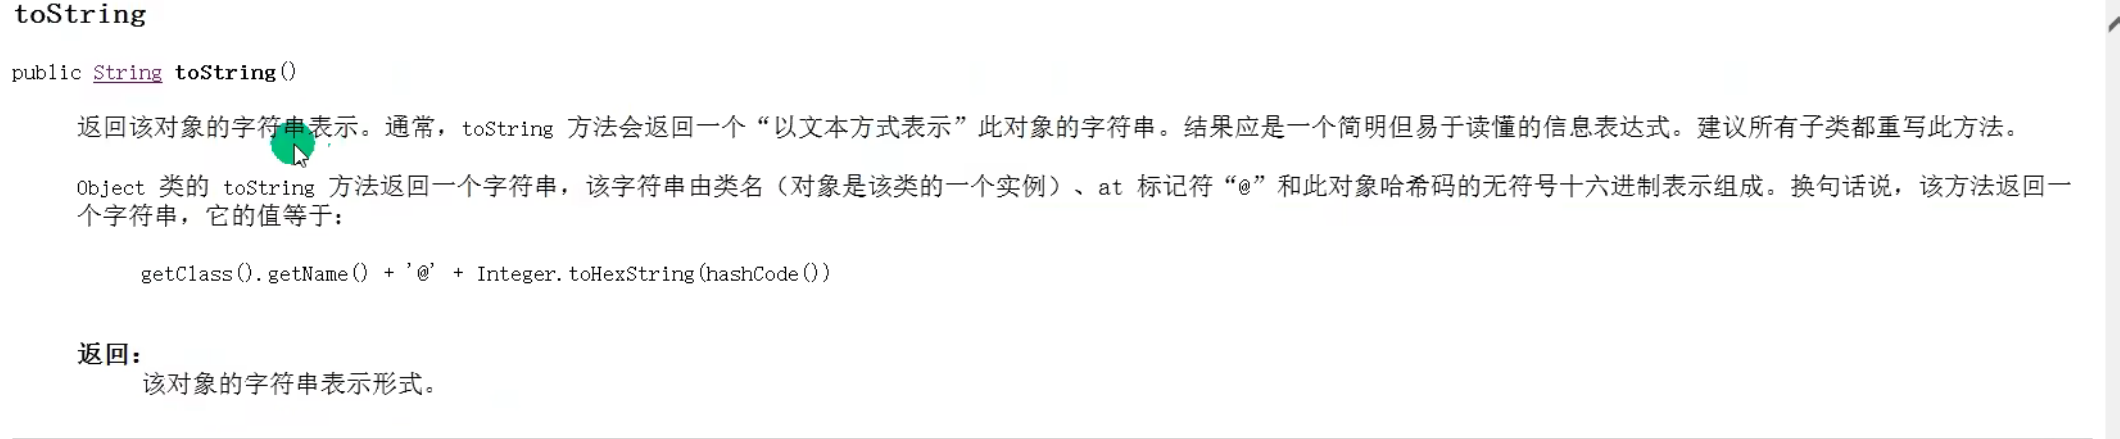 toString
public String toString()
返回该对象的字符串表示。通常，toString 方法会返回一个“以文本方式表示”此对象的字符串。结果应是一个简明但易于读懂的信息表达式。建议所有子类都重写此方法。
Object 类的 toString 方法返回一个字符串，该字符串由类名（对象是该类的一个实例）、at 标记符“@”和此对象哈希码的无符号十六进制表示组成。换句话说，该方法返回一
个字符串，它的值等于：
getClass().getName() + '@' + Integer.toHexString(hashCode())
返回：
该对象的字符串表示形式。